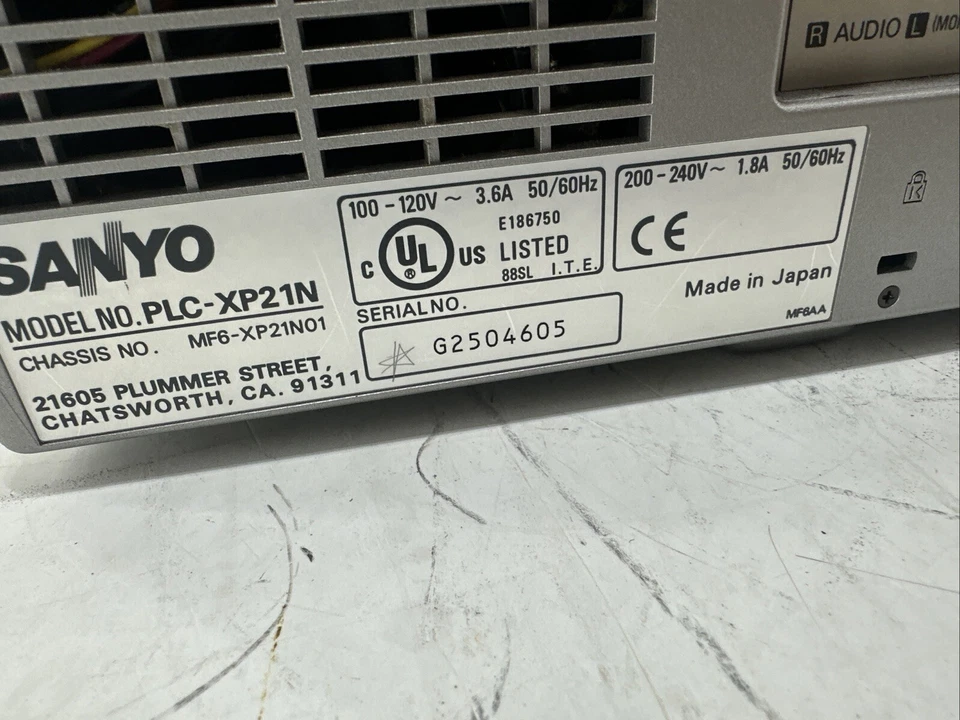 R AUDIO L (MO
SANYO
MODEL NO. PLC-XP21N
CHASSIS NO. MF6-XP21N01
21605 PLUMMER STREET,
CHATSWORTH, CA. 91311
100-120V~ 3.6A 50/60Hz
E186750
C UL ® US LISTED
88SL I.T.E.
200-240V~ 1.8A 50/60Hz
CE
SERIAL NO.
G2504605
Made in Japan
MF6AA
K